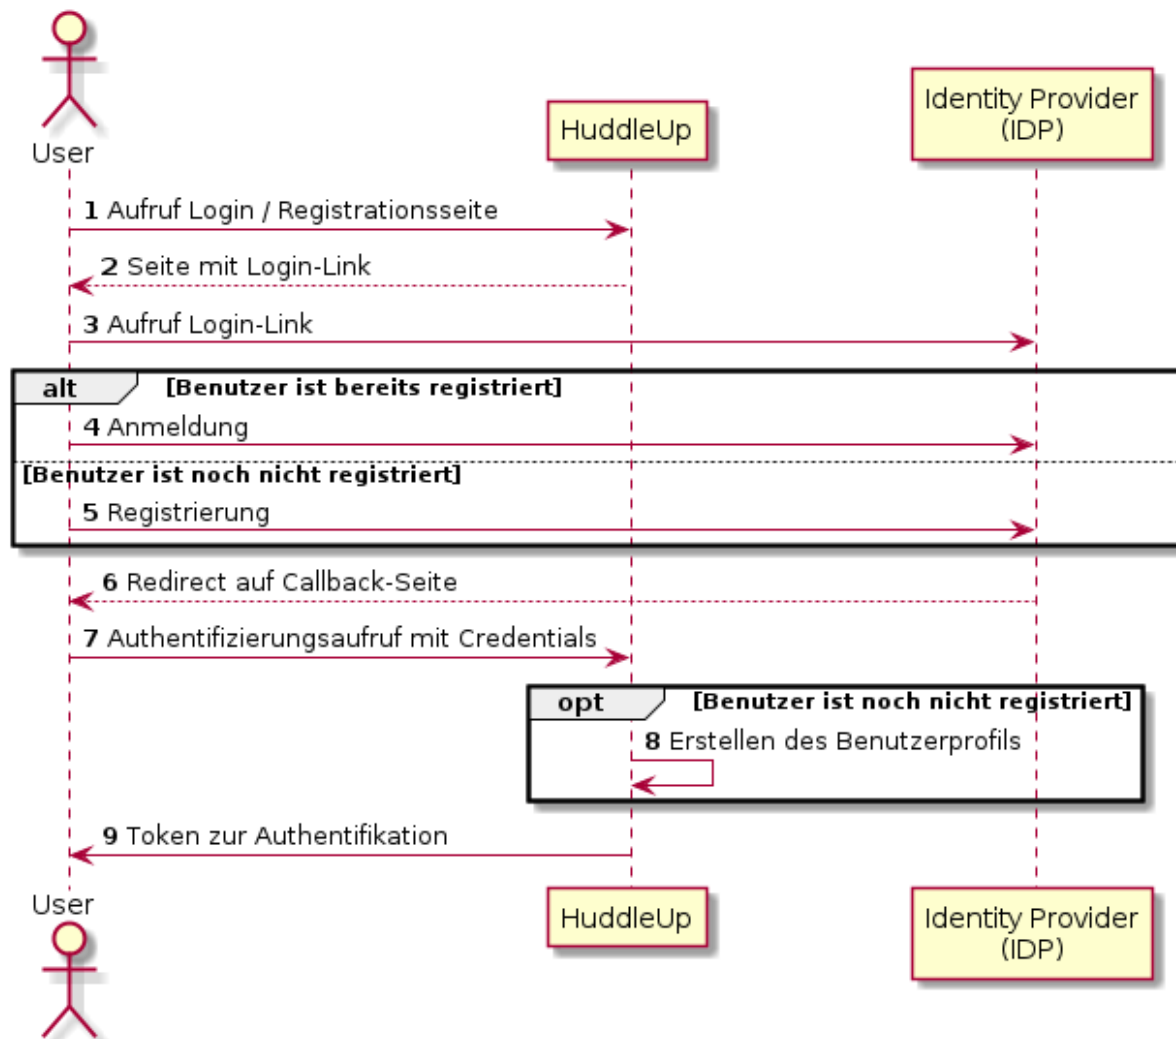 User
HuddleUp
Identity Provider
(IDP)
1 Aufruf Login / Registrationsseite
2 Seite mit Login-Link
3 Aufruf Login-Link
alt [Benutzer ist bereits registriert]
4 Anmeldung
[Benutzer ist noch nicht registriert]
5 Registrierung
6 Redirect auf Callback-Seite
7 Authentifizierungsaufruf mit Credentials
opt [Benutzer ist noch nicht registriert]
8 Erstellen des Benutzerprofils
9 Token zur Authentifikation
User
HuddleUp
Identity Provider
(IDP)